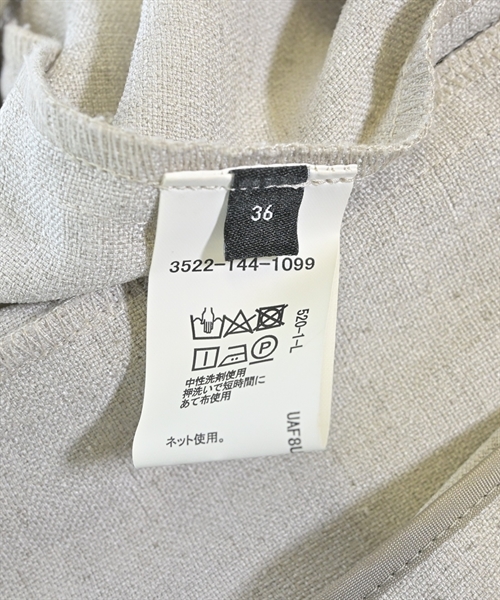 36
3522-144-1099
520-1-L
中性洗剤使用
押洗いで短時間に
あて布使用
ネット使用。